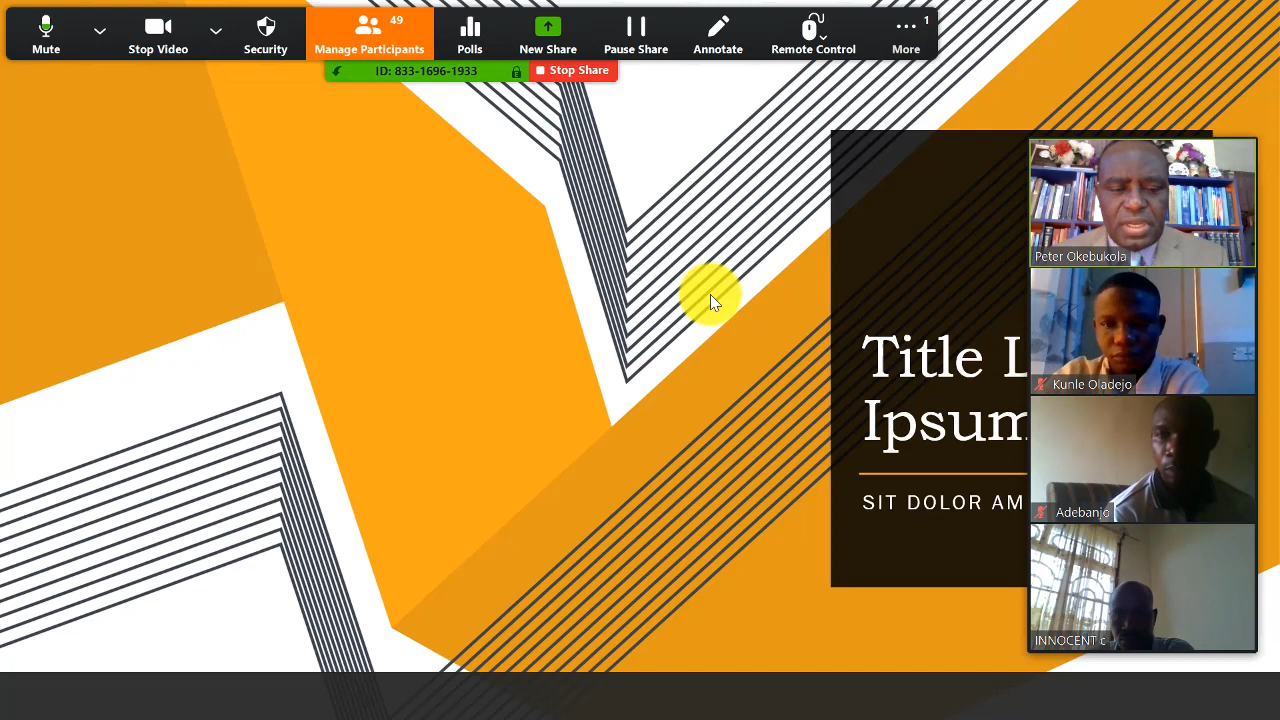 49
1
Mute
Stop Video
Security
Manage Participants
Polls
New Share
Pause Share
Annotate
Remote Control
More
ID: 833-1696-1933
Stop Share
Peter Okebukola
Title L
Kunle Oladejo
Ipsum
SIT DOLOR AM
Adebanjo
INNOCENT c